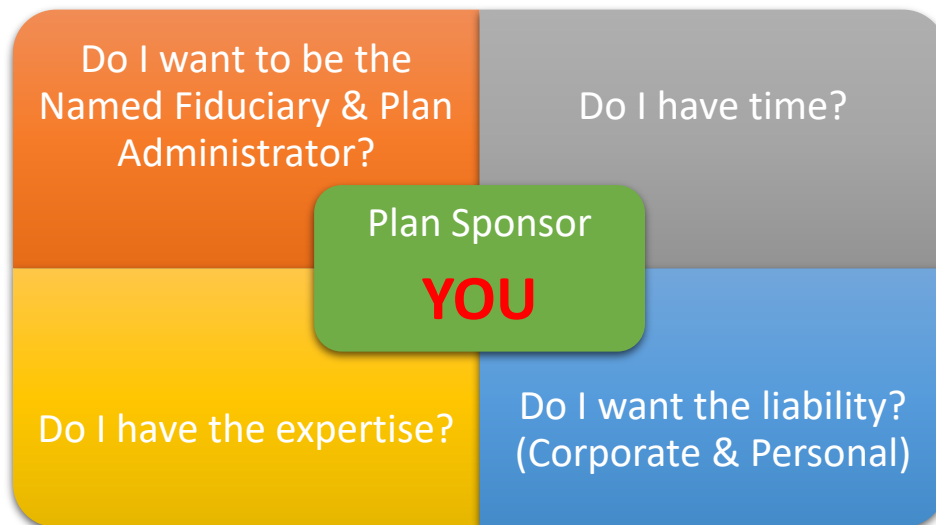 Do I want to be the
Named Fiduciary & Plan
Administrator?
Do I have time?
Plan Sponsor
YOU
Do I have the expertise?
Do I want the liability?
(Corporate & Personal)